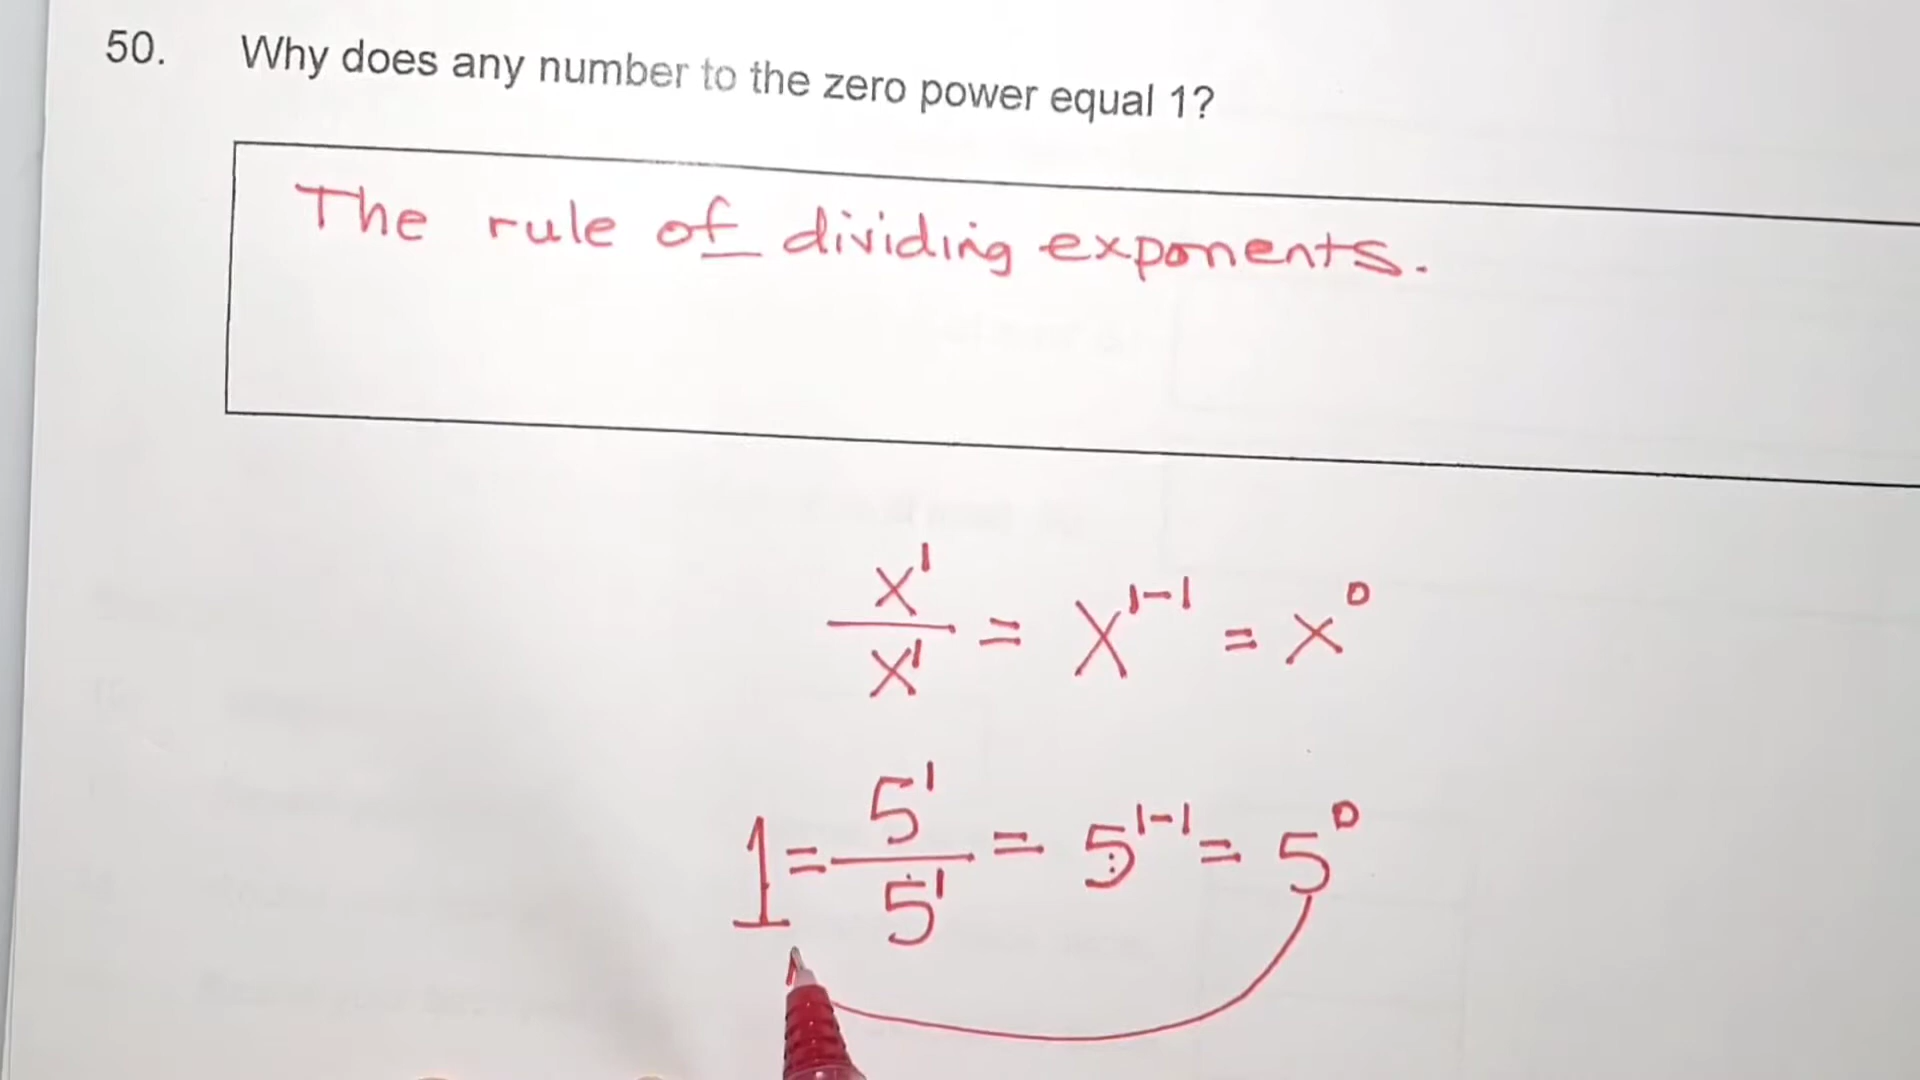 50. Why does any number to the zero power equal 1?
The rule of dividing exponents.
x¹/x¹ = x¹⁻¹ = x⁰
1 = 5¹/5¹ = 5¹⁻¹ = 5⁰